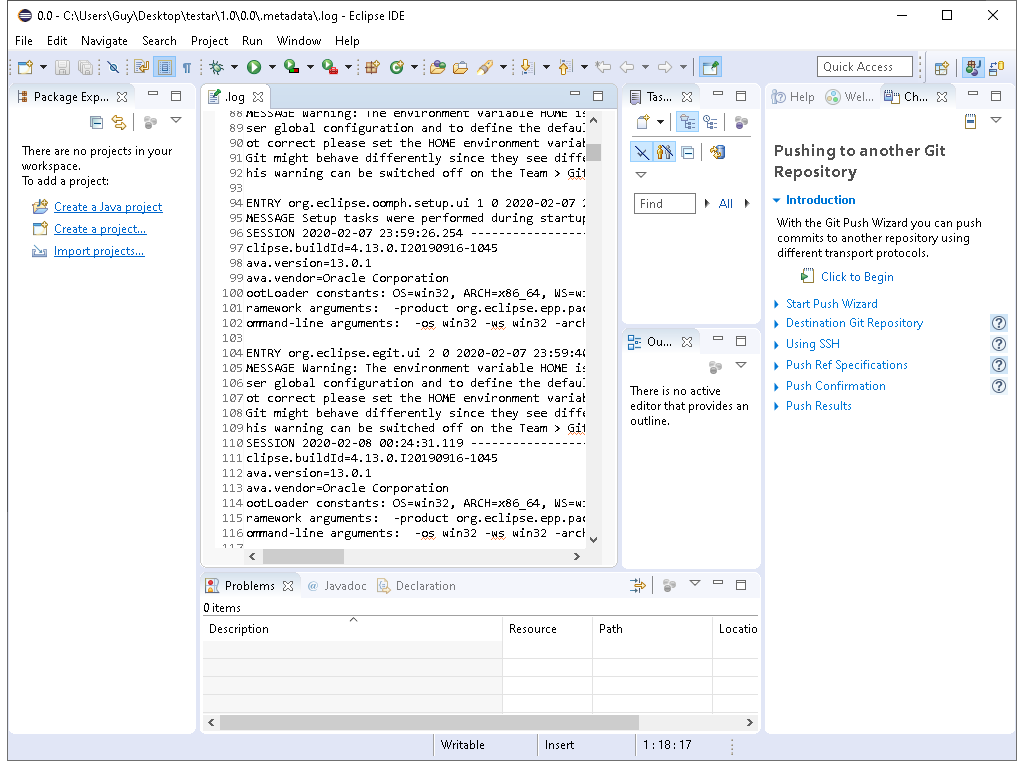 0.0 - C:\Users\Guy\Desktop\testar\1.0\0.0\.metadata\.log - Eclipse IDE
File Edit Navigate Search Project Run Window Help
Quick Access
Package Exp...
There are no projects in your
workspace.
To add a project:
Create a Java project
Create a project...
Import projects...
.log
88 MESSAGE Warning: The environment variable HOME is
89 ser global configuration and to define the defau
90 ot correct please set the HOME environment varia
91 Git might behave differently since they see diffe
92 his warning can be switched off on the Team > Git
93
94 ENTRY org.eclipse.oomph.setup.ui 1 0 2020-02-07 2
95 MESSAGE Setup tasks were performed during startup
96 SESSION 2020-02-07 23:59:26.254 -----------------
97 clipse.buildId=4.13.0.I20190916-1045
98 ava.version=13.0.1
99 ava.vendor=Oracle Corporation
100 ootLoader constants: OS=win32, ARCH=x86_64, WS=wi
101 ramework arguments:  -product org.eclipse.epp.pac
102 ommand-line arguments:  -os win32 -ws win32 -arch
103
104 ENTRY org.eclipse.egit.ui 2 0 2020-02-07 23:59:40
105 MESSAGE Warning: The environment variable HOME is
106 ser global configuration and to define the defau
107 ot correct please set the HOME environment varia
108 Git might behave differently since they see diffe
109 his warning can be switched off on the Team > Git
110 SESSION 2020-02-08 00:24:31.119 -----------------
111 clipse.buildId=4.13.0.I20190916-1045
112 ava.version=13.0.1
113 ava.vendor=Oracle Corporation
114 ootLoader constants: OS=win32, ARCH=x86_64, WS=wi
115 ramework arguments:  -product org.eclipse.epp.pac
116 ommand-line arguments:  -os win32 -ws win32 -arch
117
Tas...
Find All
Ou...
There is no active
editor that provides an
outline.
Help Wel... Ch...
Pushing to another Git
Repository
Introduction
With the Git Push Wizard you can push
commits to another repository using
different transport protocols.
Click to Begin
Start Push Wizard
Destination Git Repository
Using SSH
Push Ref Specifications
Push Confirmation
Push Results
Problems @ Javadoc Declaration
0 items
Description Resource Path Locatio
Writable Insert 1 : 18 : 17